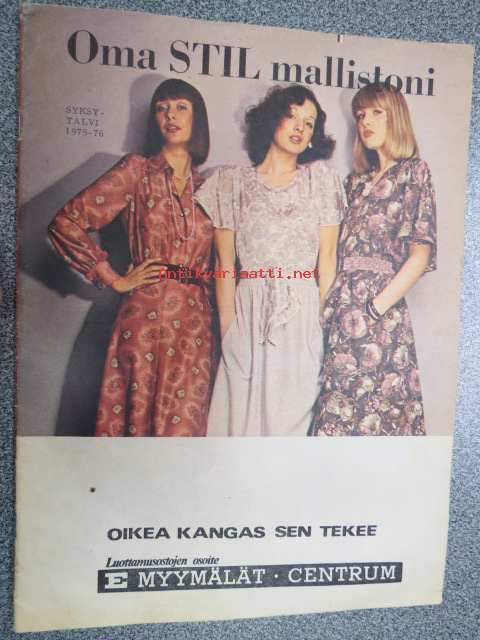 Oma STIL mallistoni
SYKSY-
TALVI
1975-76
Antikvariaatti.net
OIKEA KANGAS SEN TEKEE
Luottamusostojen osoite
E MYYMÄLÄT · CENTRUM